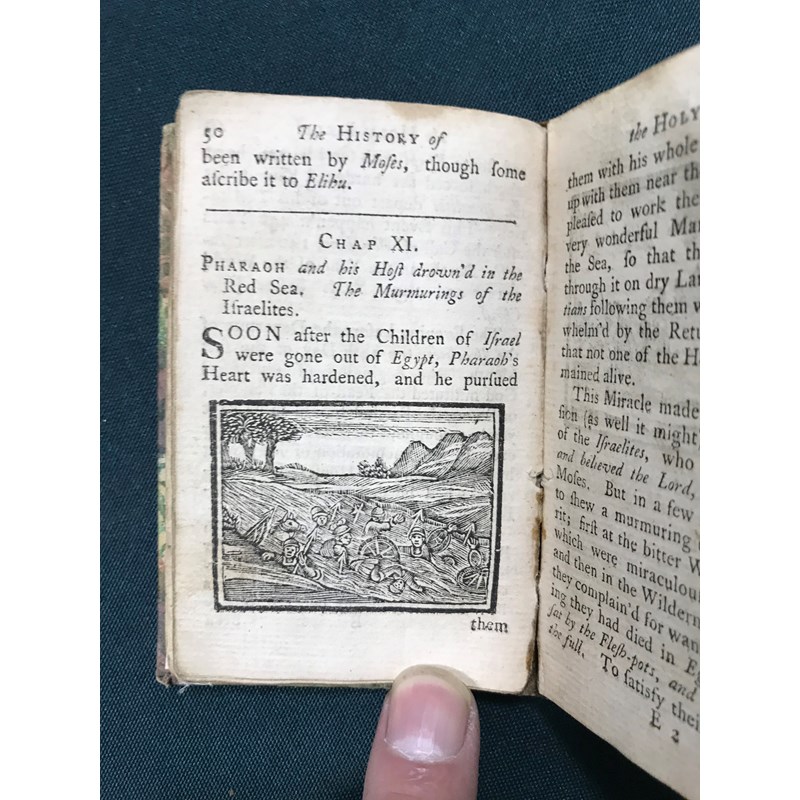 50 The HISTORY of
been written by Moſes, though ſome
aſcribe it to Elihu.
CHAP XI.
PHARAOH and his Hoſt drown'd in the
Red Sea. The Murmurings of the
Iſraelites.
SOON after the Children of Iſrael
were gone out of Egypt, Pharaoh's
Heart was hardened, and he purſued
them
the HOLY
them with his whole
up with them near th
pleaſed to work the
very wonderful Man
the Sea, ſo that th
through it on dry Lan
tians following them w
whelm'd by the Retu
that not one of the H
mained alive.
This Miracle made
ſion (as well it might)
of the Iſraelites, who
and believed the Lord,
Moſes. But in a few
to ſhew a murmuring
rit; firſt at the bitter W
which were miraculou
and then in the Wildern
they complain'd for wan
ing they had died in Eg
ſat by the Fleſh-pots, and
the full. To ſatisfy thei
E 2